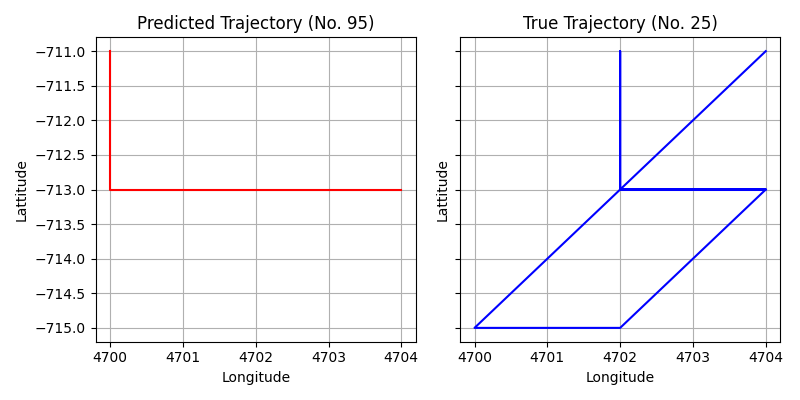 Predicted Trajectory (No. 95)
True Trajectory (No. 25)
−711.0
−711.5
−712.0
−712.5
−713.0
−713.5
−714.0
−714.5
−715.0
Lattitude
Lattitude
4700 4701 4702 4703 4704
4700 4701 4702 4703 4704
Longitude
Longitude